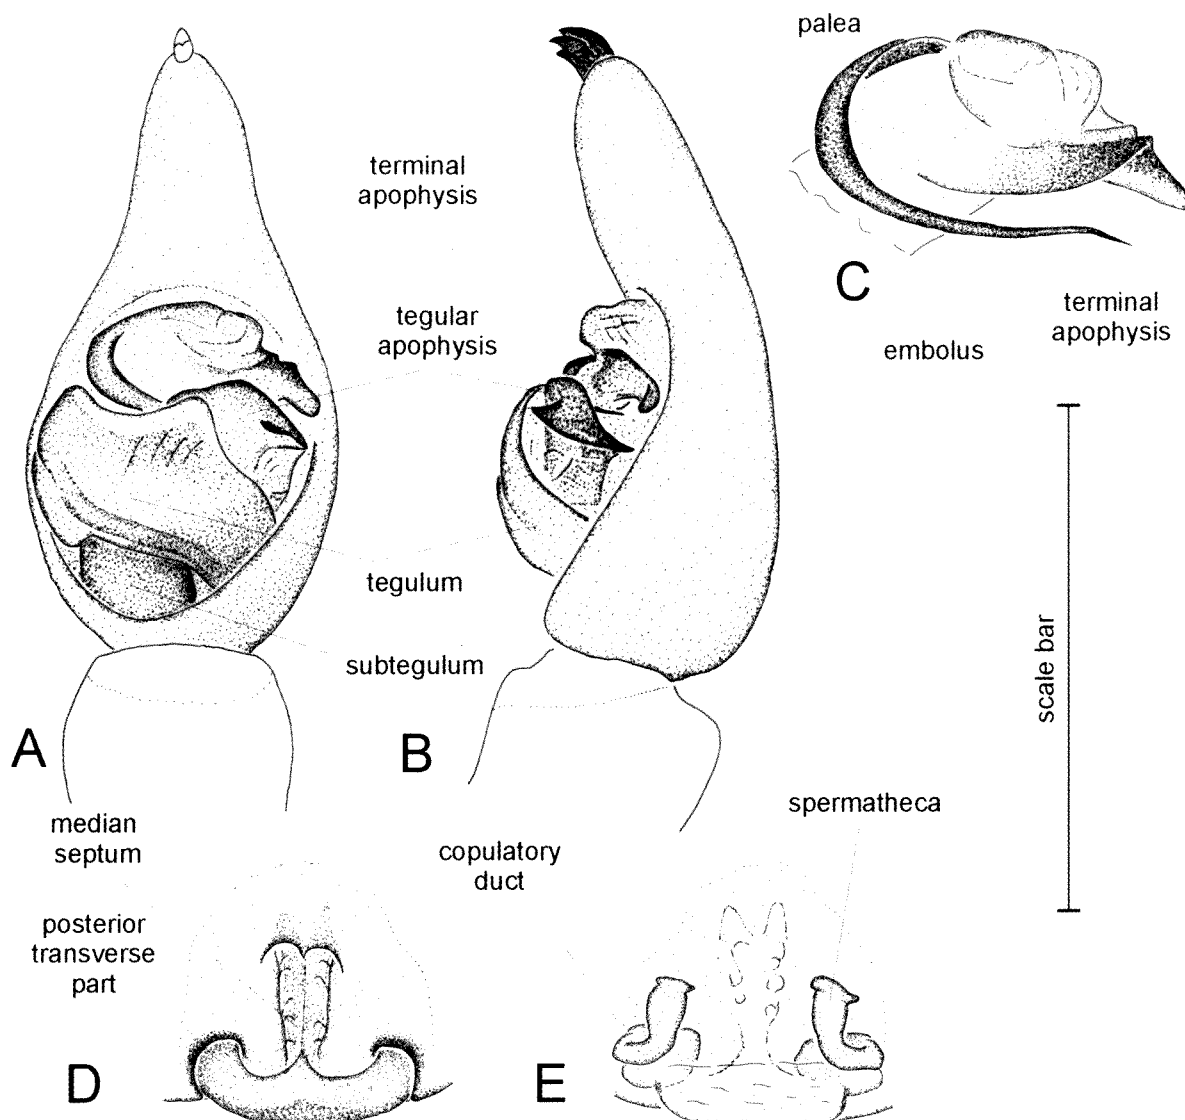 palea
terminal
apophysis
C
tegular
apophysis
terminal
apophysis
embolus
tegulum
scale bar
subtegulum
A
B
spermatheca
median
septum
copulatory
duct
posterior
transverse
part
D
E